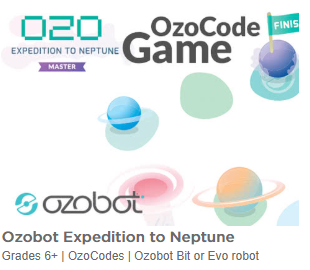 OZO
EXPEDITION TO NEPTUNE
MASTER
OzoCode
Game
FINIS
ozobot
Ozobot Expedition to Neptune
Grades 6+ | OzoCodes | Ozobot Bit or Evo robot